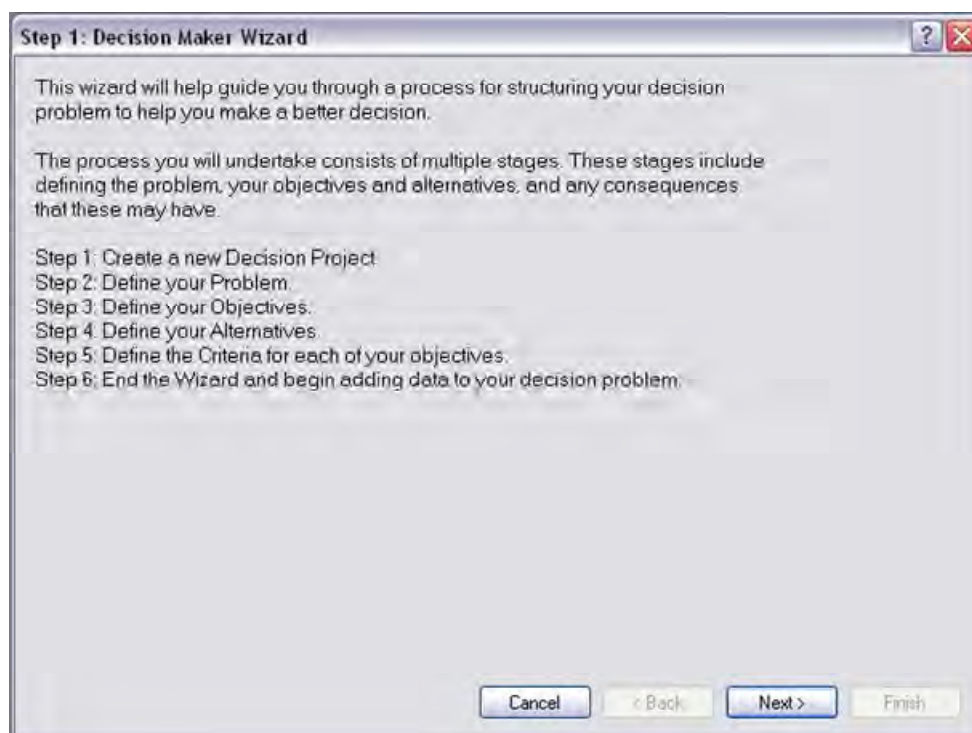 Step 1: Decision Maker Wizard
?
This wizard will help guide you through a process for structuring your decision
problem to help you make a better decision.
The process you will undertake consists of multiple stages. These stages include
defining the problem, your objectives and alternatives, and any consequences
that these may have.
Step 1: Create a new Decision Project
Step 2: Define your Problem.
Step 3: Define your Objectives.
Step 4: Define your Alternatives.
Step 5: Define the Criteria for each of your objectives.
Step 6: End the Wizard and begin adding data to your decision problem.
Cancel < Back Next > Finish